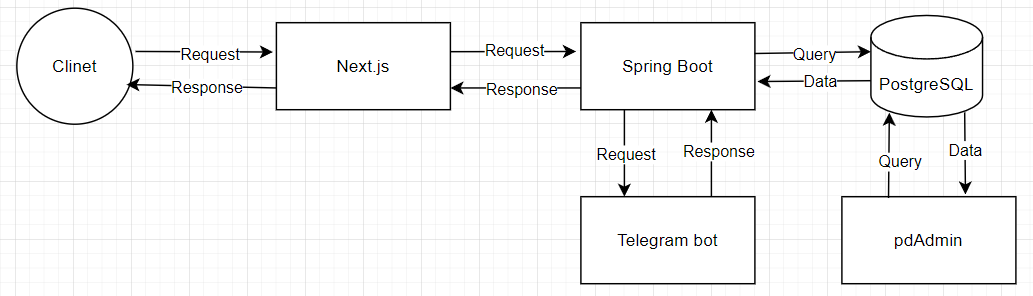 Clinet
Request
Response
Next.js
Request
Response
Spring Boot
Query
Data
PostgreSQL
Request
Response
Query
Data
Telegram bot
pdAdmin